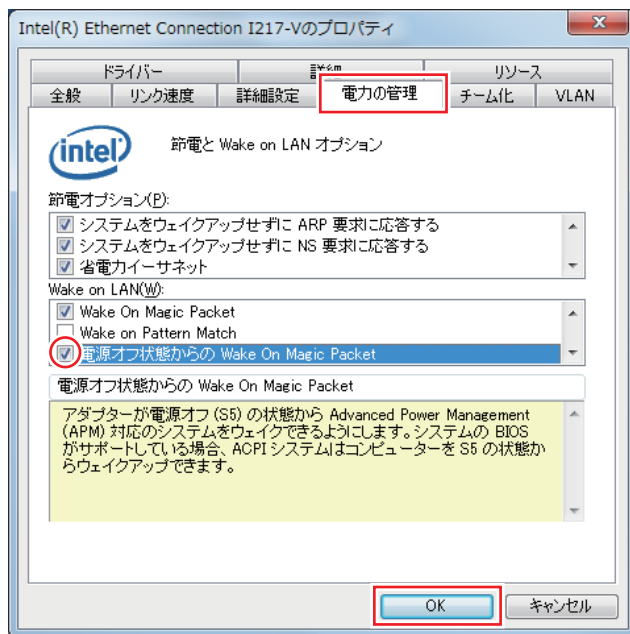 Intel(R) Ethernet Connection I217-Vのプロパティ
ドライバー
リソース
全般
リンク速度
詳細設定
電力の管理
チーム化
VLAN
intel
節電と Wake on LAN オプション
節電オプション(P):
システムをウェイクアップせずに ARP 要求に応答する
システムをウェイクアップせずに NS 要求に応答する
省電力イーサネット
Wake on LAN(W):
Wake On Magic Packet
Wake on Pattern Match
電源オフ状態からの Wake On Magic Packet
電源オフ状態からの Wake On Magic Packet
アダプターが電源オフ (S5) の状態から Advanced Power Management
(APM) 対応のシステムをウェイクできるようにします。システムの BIOS
がサポートしている場合、ACPI システムはコンピューターを S5 の状態か
らウェイクアップできます。
OK
キャンセル